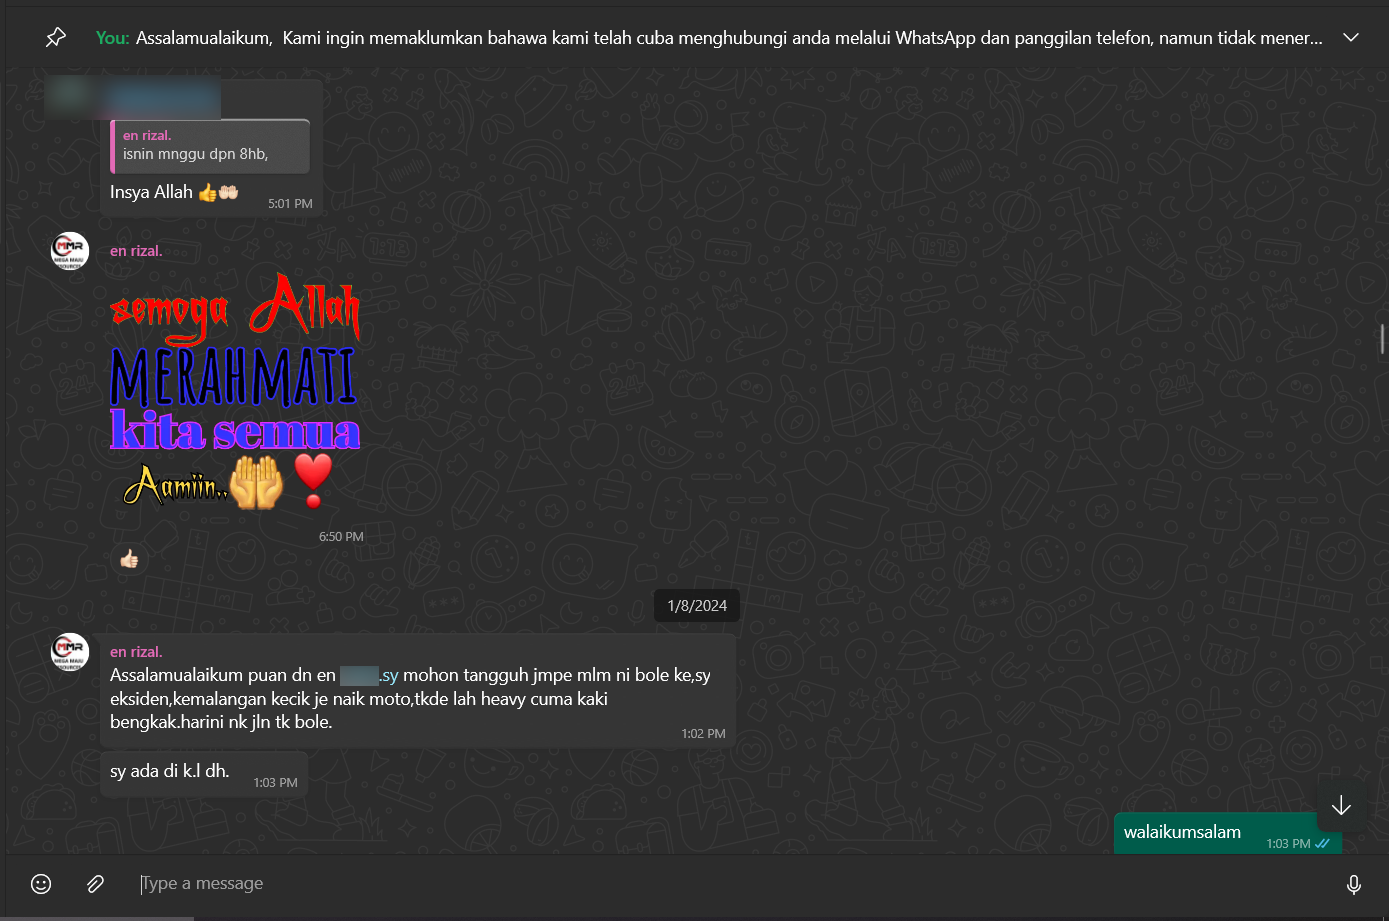 You: Assalamualaikum, Kami ingin memaklumkan bahawa kami telah cuba menghubungi anda melalui WhatsApp dan panggilan telefon, namun tidak mener...
en rizal.
isnin mnggu dpn 8hb,
Insya Allah 👍🤲🏻
5:01 PM
MMR
MEGA MAJU
en rizal.
semoga Allah
MERAHMATI
kita semua
Aamiin..🤲❣️
6:50 PM
👍🏻
1/8/2024
MMR
MEGA MAJU
en rizal.
Assalamualaikum puan dn en .sy mohon tangguh jmpe mlm ni bole ke,sy
eksiden,kemalangan kecik je naik moto,tkde lah heavy cuma kaki
bengkak.harini nk jln tk bole.
1:02 PM
sy ada di k.l dh.
1:03 PM
walaikumsalam
1:03 PM
Type a message